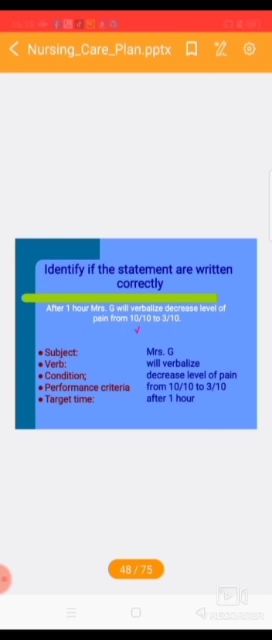 Nursing_Care_Plan.pptx
Identify if the statement are written
correctly
After 1 hour Mrs. G will verbalize decrease level of
pain from 10/10 to 3/10.
• Subject: Mrs. G
• Verb: will verbalize
• Condition; decrease level of pain
• Performance criteria from 10/10 to 3/10
• Target time: after 1 hour
48 / 75